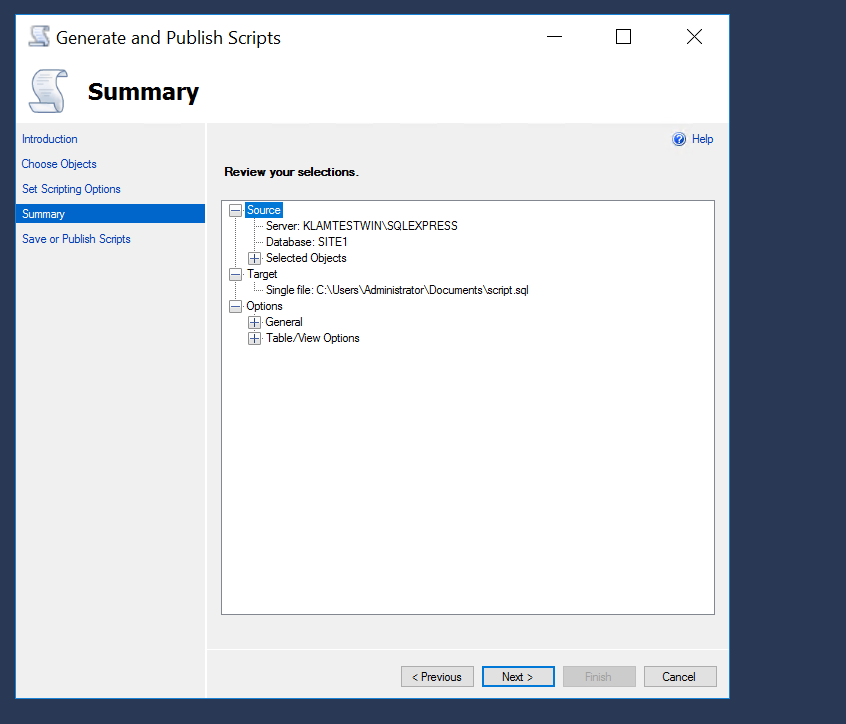 Generate and Publish Scripts
Summary
Introduction
Choose Objects
Set Scripting Options
Summary
Save or Publish Scripts
Help
Review your selections.
Source
Server: KLAMTESTWIN\SQLEXPRESS
Database: SITE1
Selected Objects
Target
Single file: C:\Users\Administrator\Documents\script.sql
Options
General
Table/View Options
< Previous
Next >
Finish
Cancel